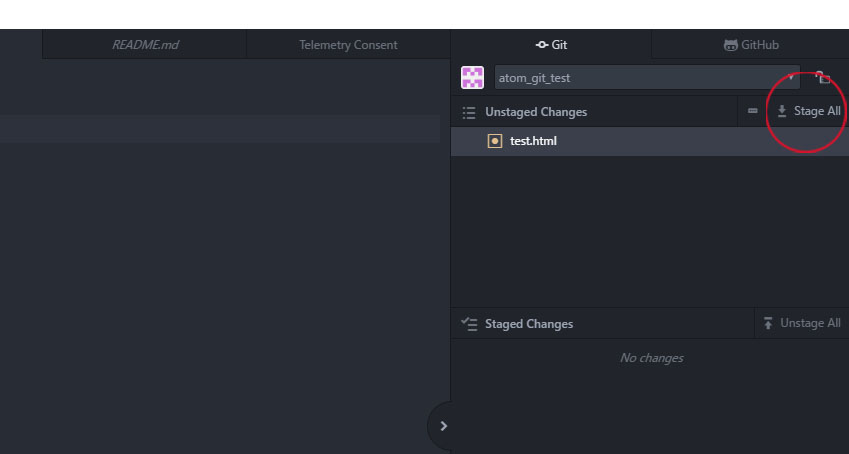 README.md
Telemetry Consent
Git
GitHub
atom_git_test
Unstaged Changes
Stage All
test.html
Staged Changes
Unstage All
No changes